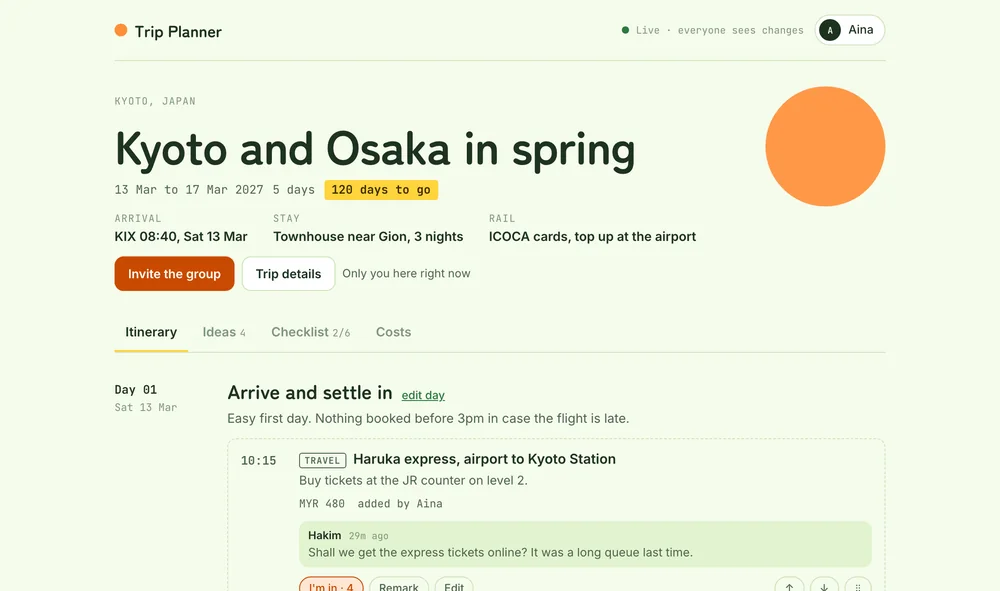 Trip Planner
Live · everyone sees changes
A
Aina
KYOTO, JAPAN
Kyoto and Osaka in spring
13 Mar to 17 Mar 2027 5 days 120 days to go
ARRIVAL
KIX 08:40, Sat 13 Mar
STAY
Townhouse near Gion, 3 nights
RAIL
ICOCA cards, top up at the airport
Invite the group
Trip details
Only you here right now
Itinerary
Ideas 4
Checklist 2/6
Costs
Day 01
Sat 13 Mar
Arrive and settle in edit day
Easy first day. Nothing booked before 3pm in case the flight is late.
10:15
TRAVEL Haruka express, airport to Kyoto Station
Buy tickets at the JR counter on level 2.
MYR 480 added by Aina
Hakim 29m ago
Shall we get the express tickets online? It was a long queue last time.
I'm in · 4
Remark
Edit